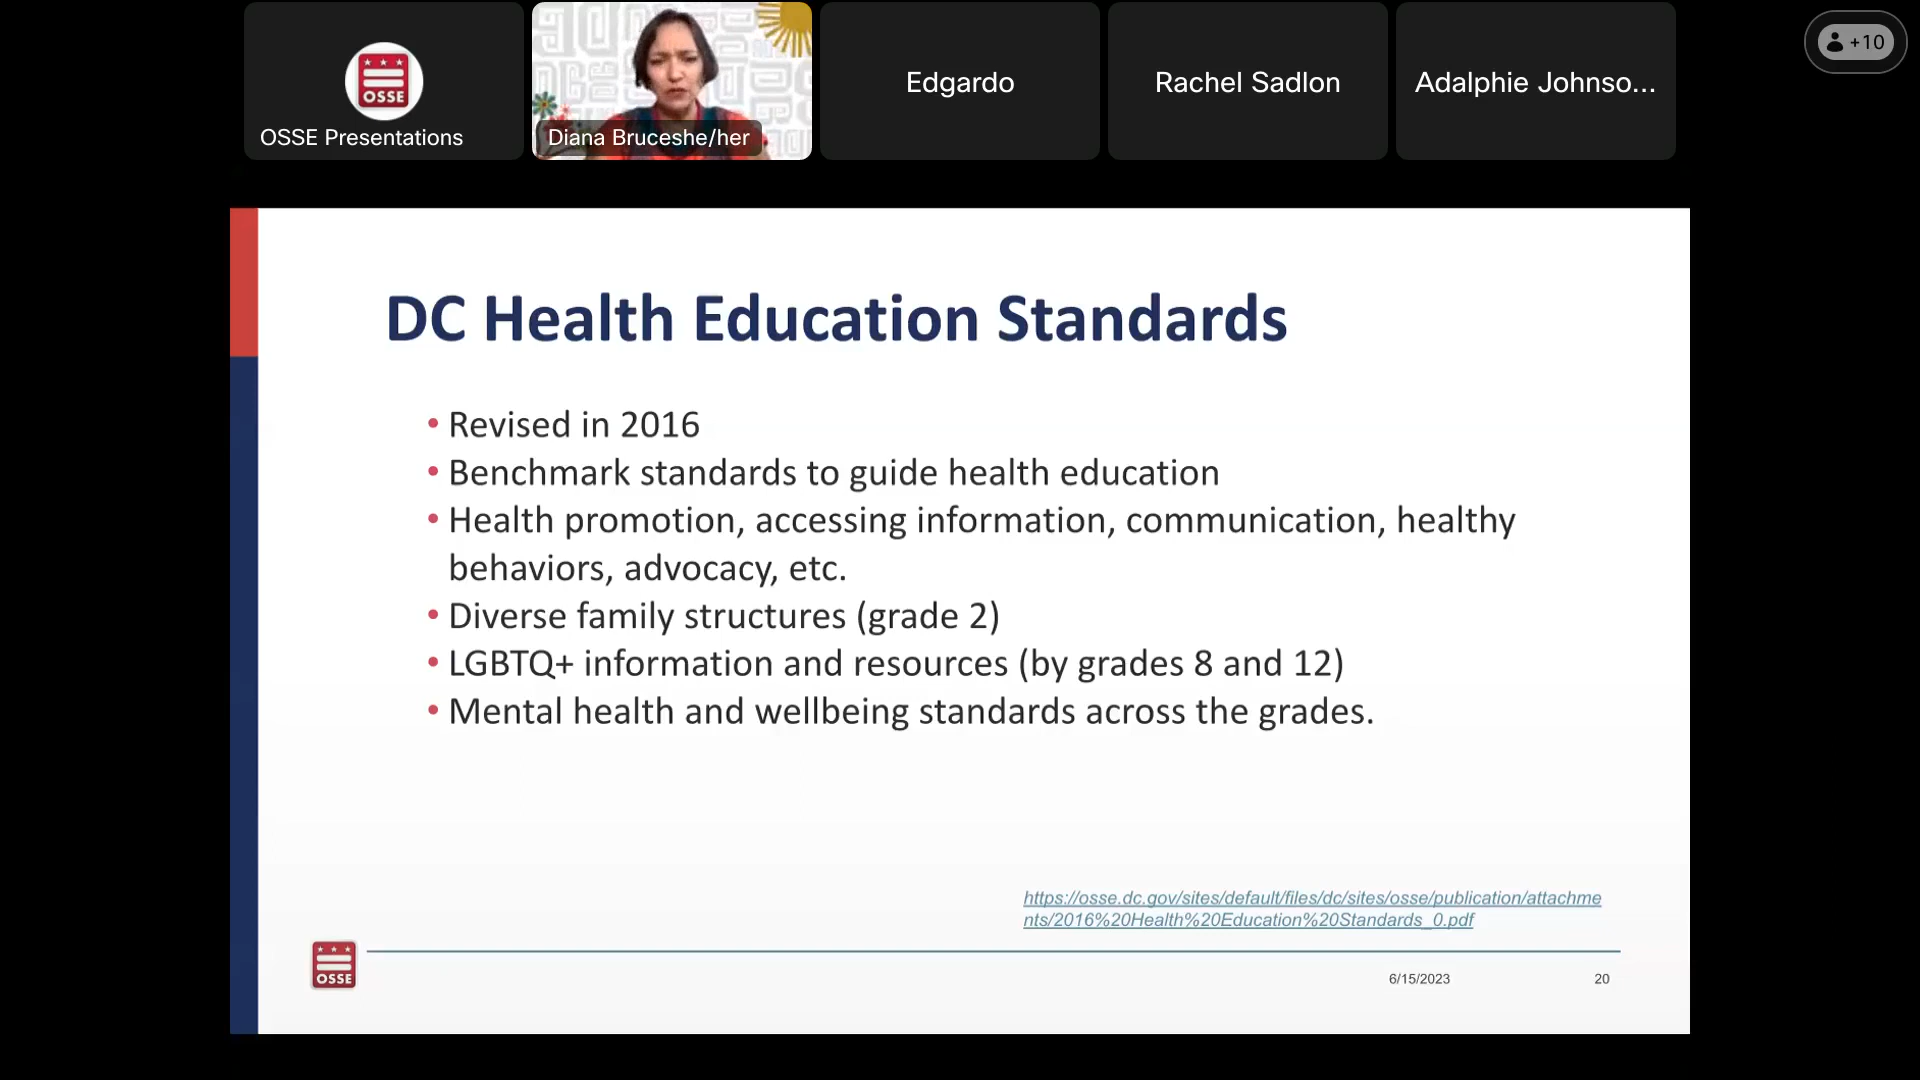 OSSE
OSSE Presentations
Diana Bruceshe/her
Edgardo
Rachel Sadlon
Adalphie Johnso...
+10
DC Health Education Standards
• Revised in 2016
• Benchmark standards to guide health education
• Health promotion, accessing information, communication, healthy
behaviors, advocacy, etc.
• Diverse family structures (grade 2)
• LGBTQ+ information and resources (by grades 8 and 12)
• Mental health and wellbeing standards across the grades.
https://osse.dc.gov/sites/default/files/dc/sites/osse/publication/attachme
nts/2016%20Health%20Education%20Standards_0.pdf
OSSE
6/15/2023
20